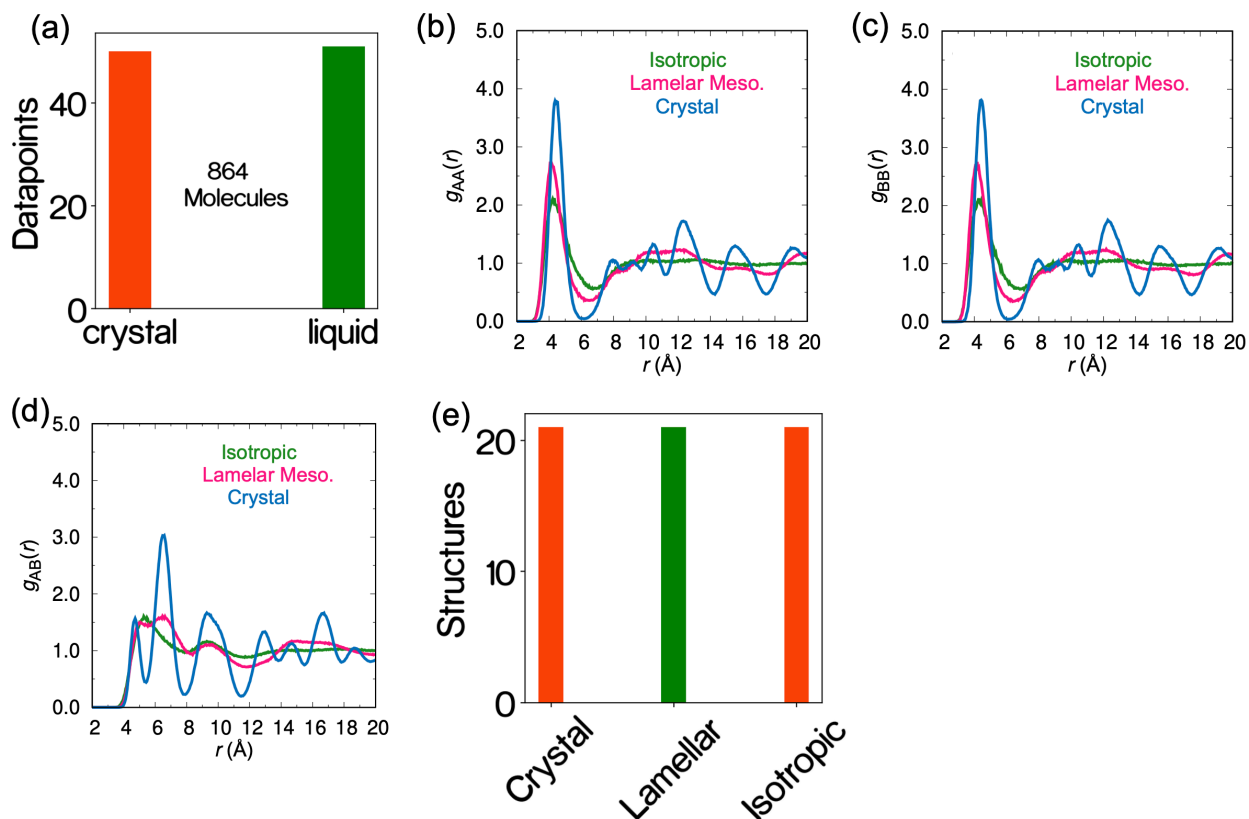 (a)
Datapoints
40
20
0
864
Molecules
crystal
liquid
(b)
gAA(r)
5.0
4.0
3.0
2.0
1.0
0.0
Isotropic
Lamelar Meso.
Crystal
2 4 6 8 10 12 14 16 18 20
r (Å)
(c)
gBB(r)
5.0
4.0
3.0
2.0
1.0
0.0
Isotropic
Lamelar Meso.
Crystal
2 4 6 8 10 12 14 16 18 20
r (Å)
(d)
gAB(r)
5.0
4.0
3.0
2.0
1.0
0.0
Isotropic
Lamelar Meso.
Crystal
2 4 6 8 10 12 14 16 18 20
r (Å)
(e)
Structures
20
10
0
Crystal
Lamellar
Isotropic